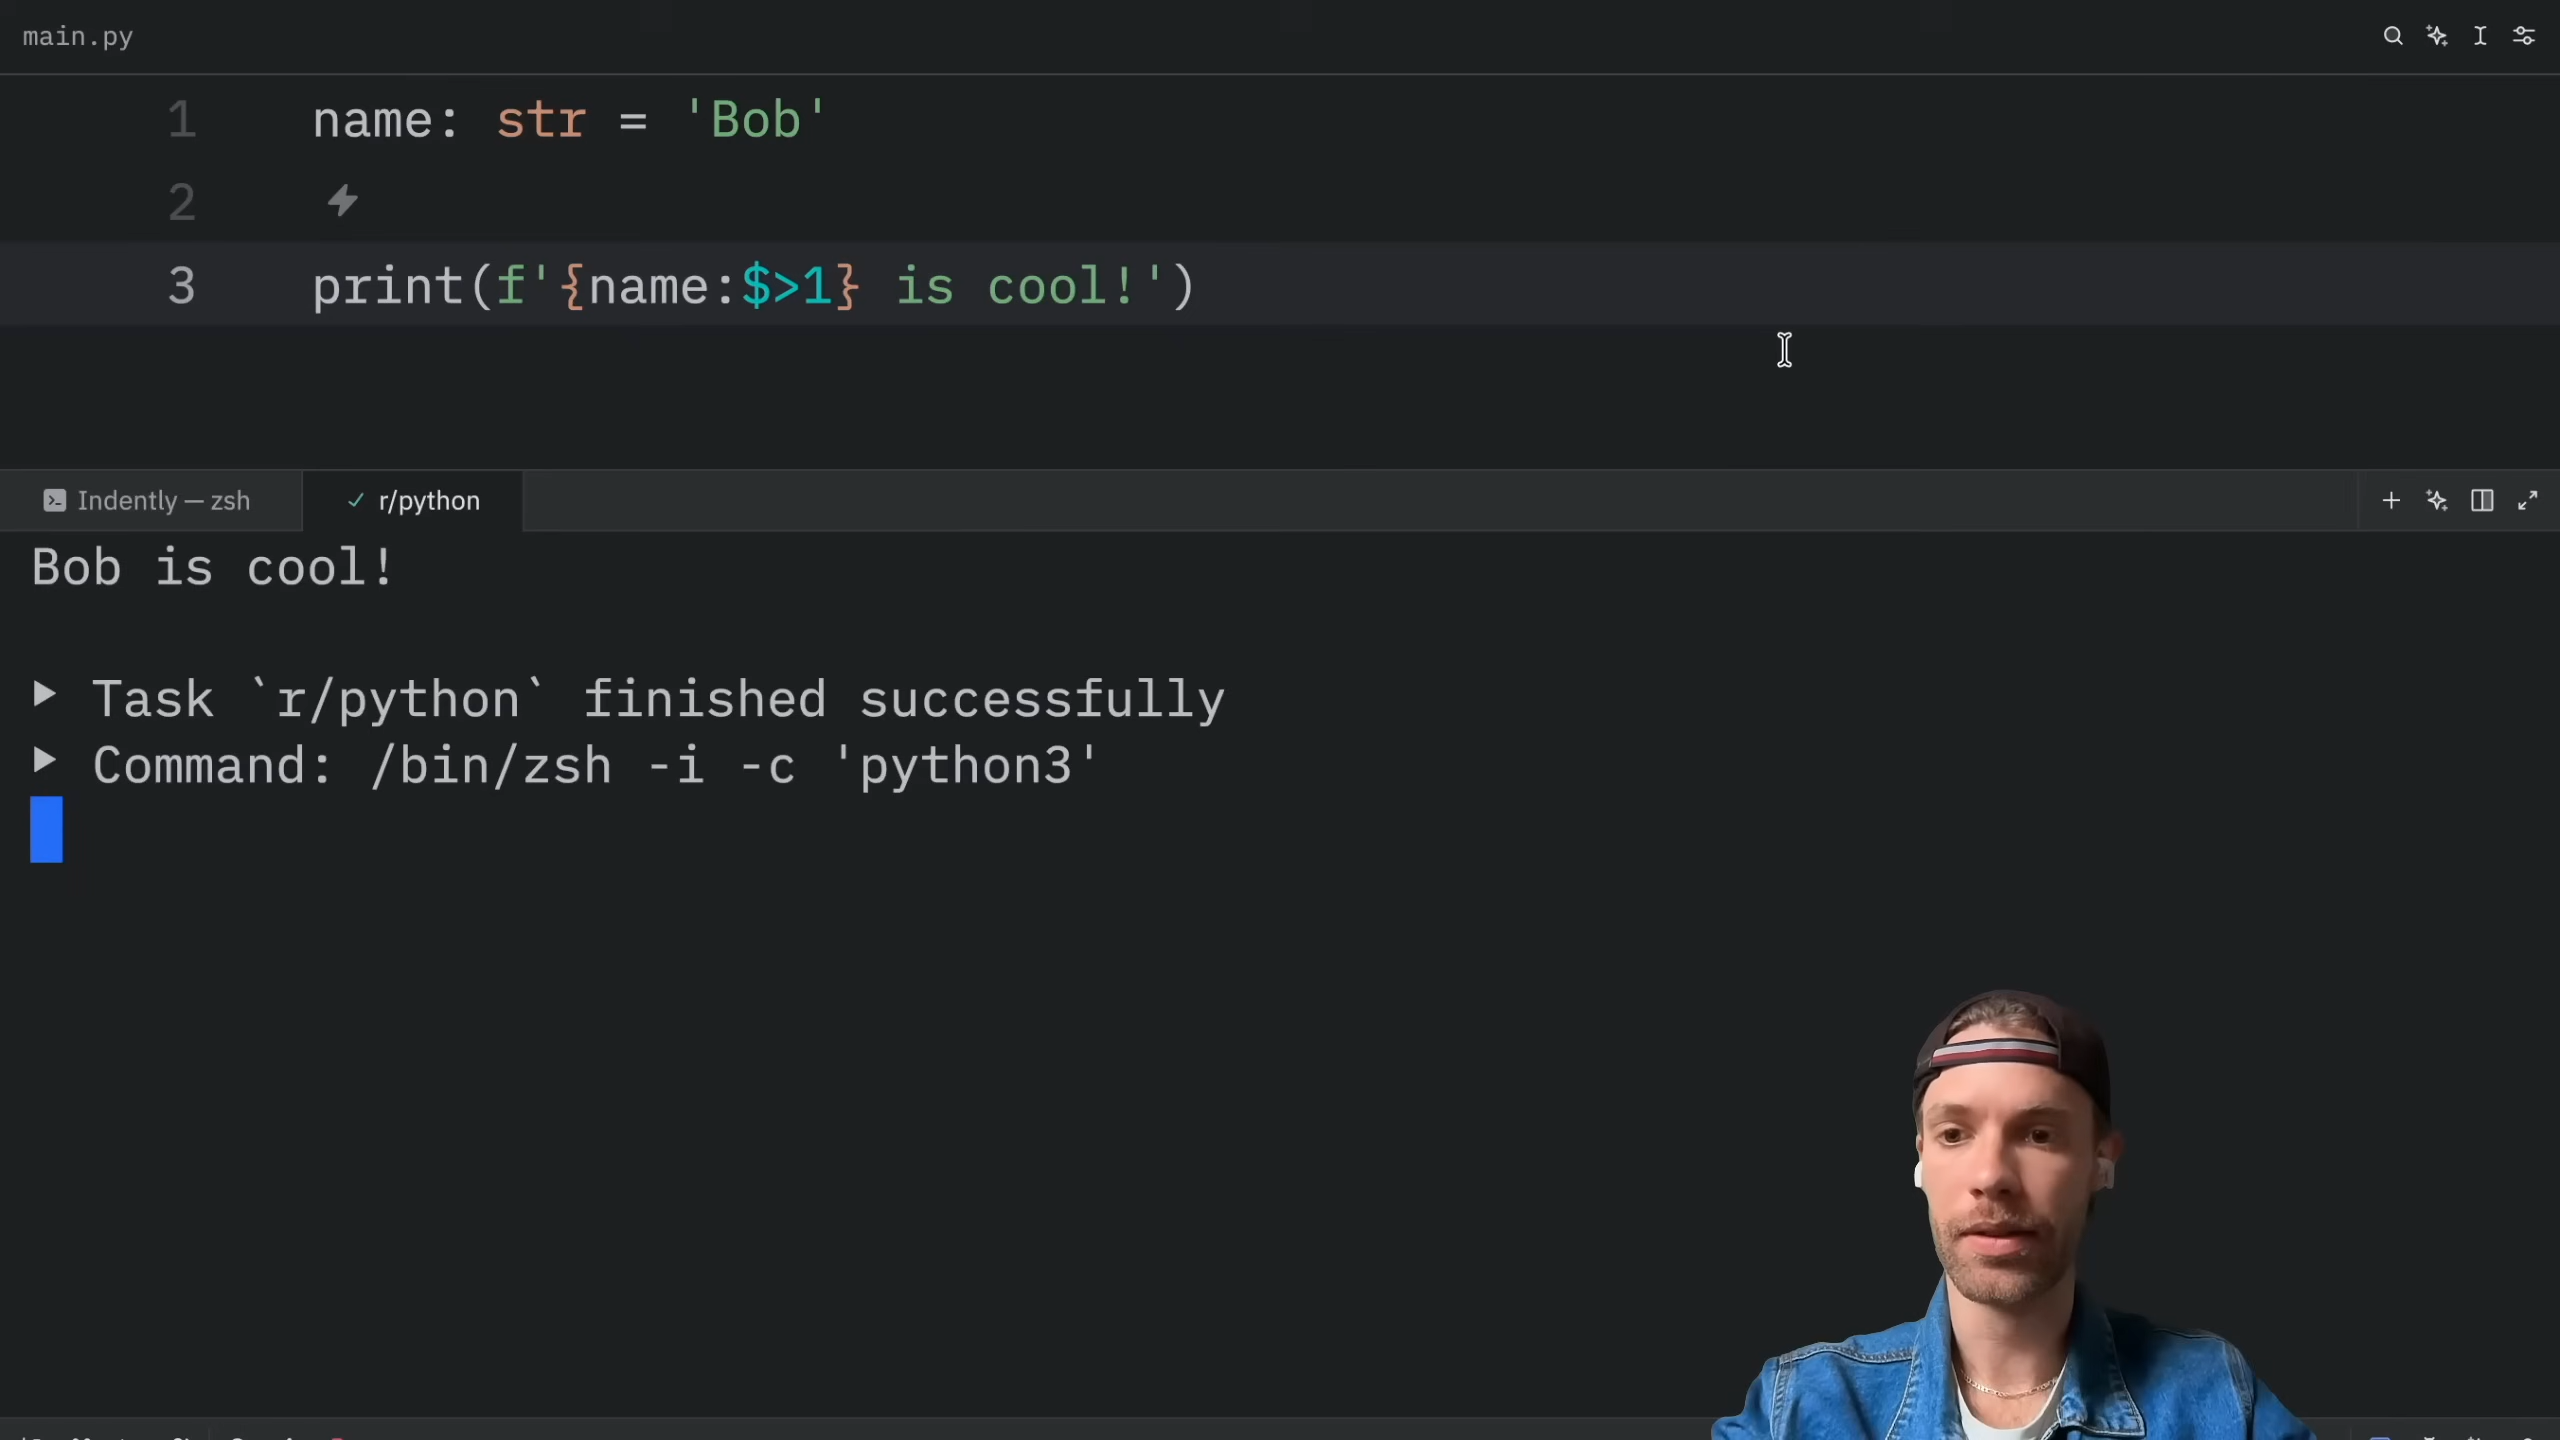 main.py
1 name: str = 'Bob'
2
3 print(f'{name:$>1} is cool!')
Indently — zsh
r/python
Bob is cool!
Task `r/python` finished successfully
Command: /bin/zsh -i -c 'python3'